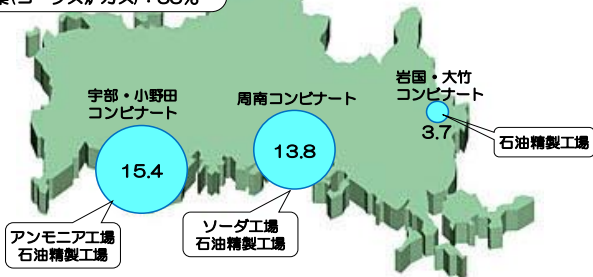 宇部・小野田
コンビナート
15.4
アンモニア工場
石油精製工場
周南コンビナート
13.8
ソーダ工場
石油精製工場
岩国・大竹
コンビナート
3.7
石油精製工場